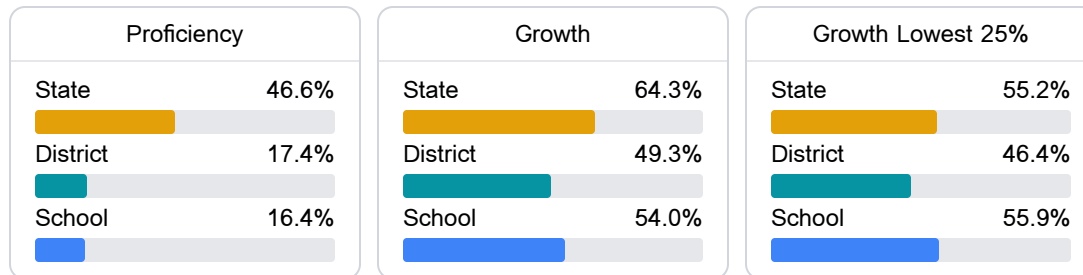 Proficiency
State 46.6%
District 17.4%
School 16.4%
Growth
State 64.3%
District 49.3%
School 54.0%
Growth Lowest 25%
State 55.2%
District 46.4%
School 55.9%